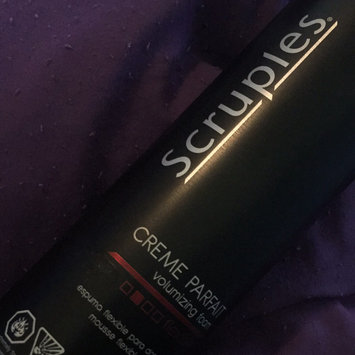 Scruples®
CREME PARFAIT
volumizing foam
espuma flexible para
mousse flexible